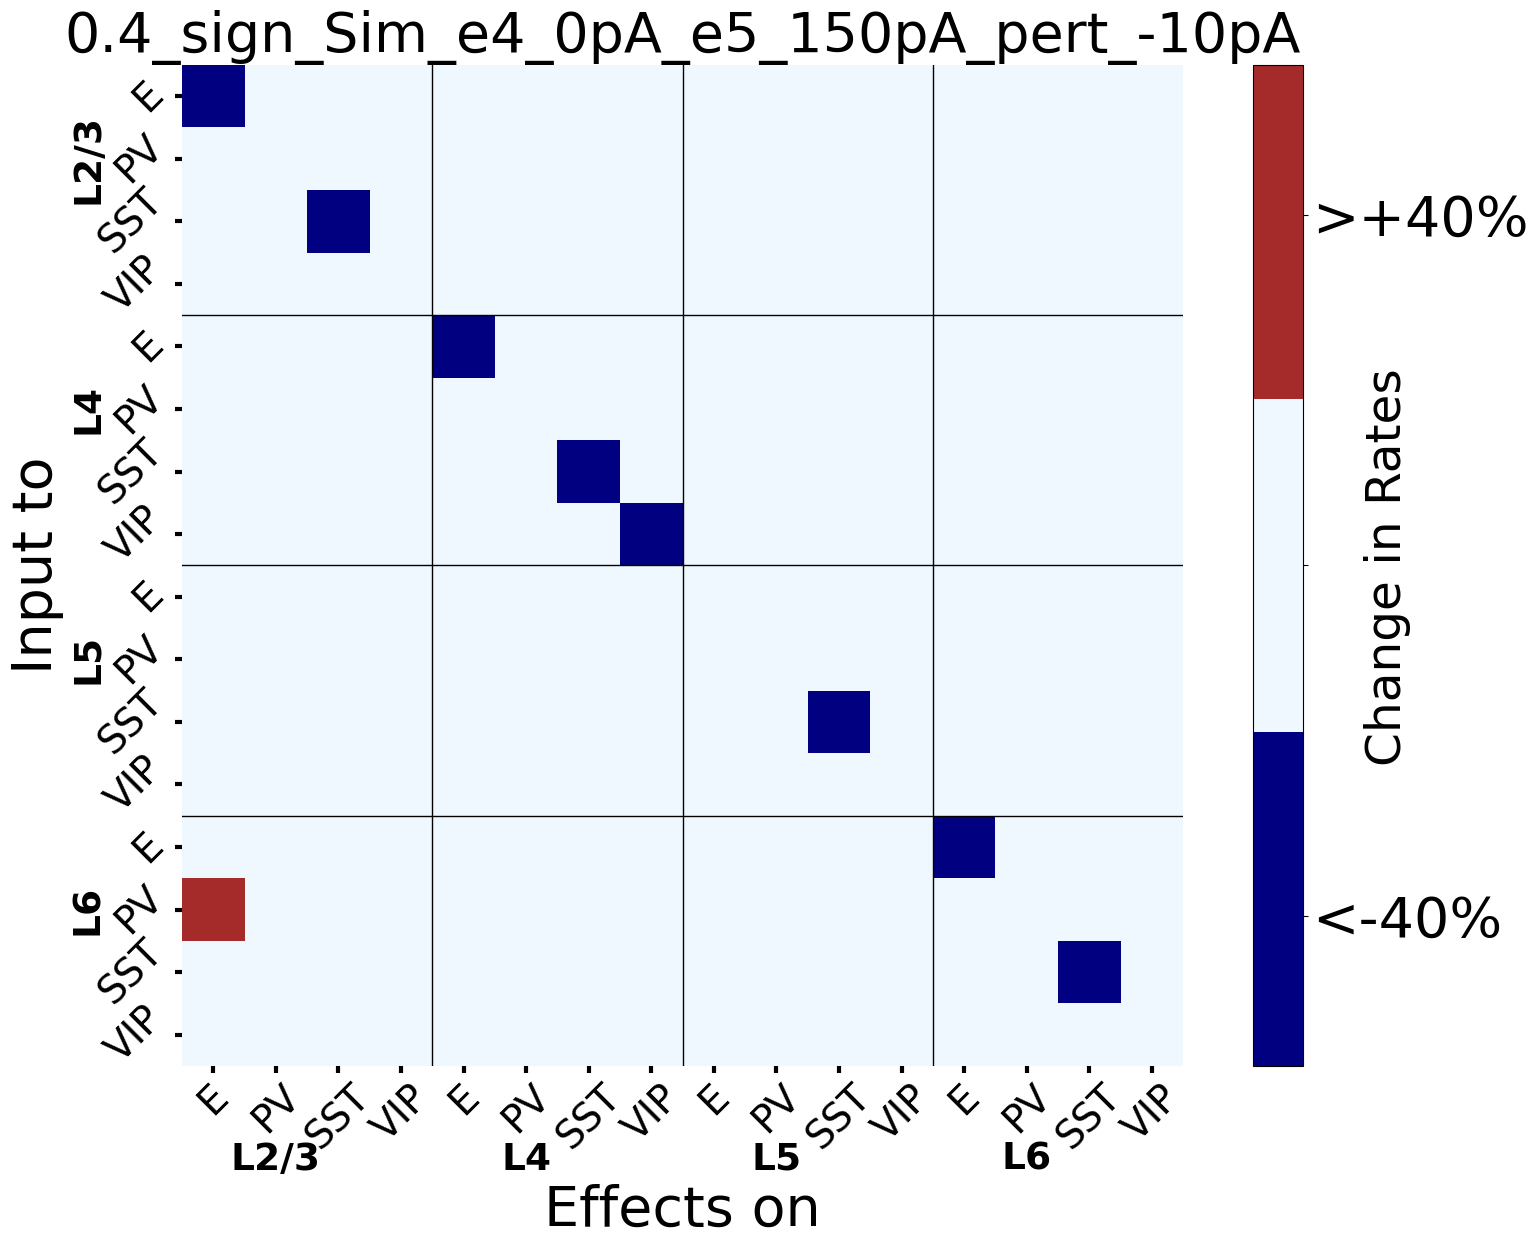 0.4_sign_Sim_e4_0pA_e5_150pA_pert_-10pA
Input to
L2/3
E
PV
SST
VIP
L4
E
PV
SST
VIP
L5
E
PV
SST
VIP
L6
E
PV
SST
VIP
E PV SST VIP E PV SST VIP E PV SST VIP E PV SST VIP
L2/3 L4 L5 L6
Effects on
>+40%
<-40%
Change in Rates